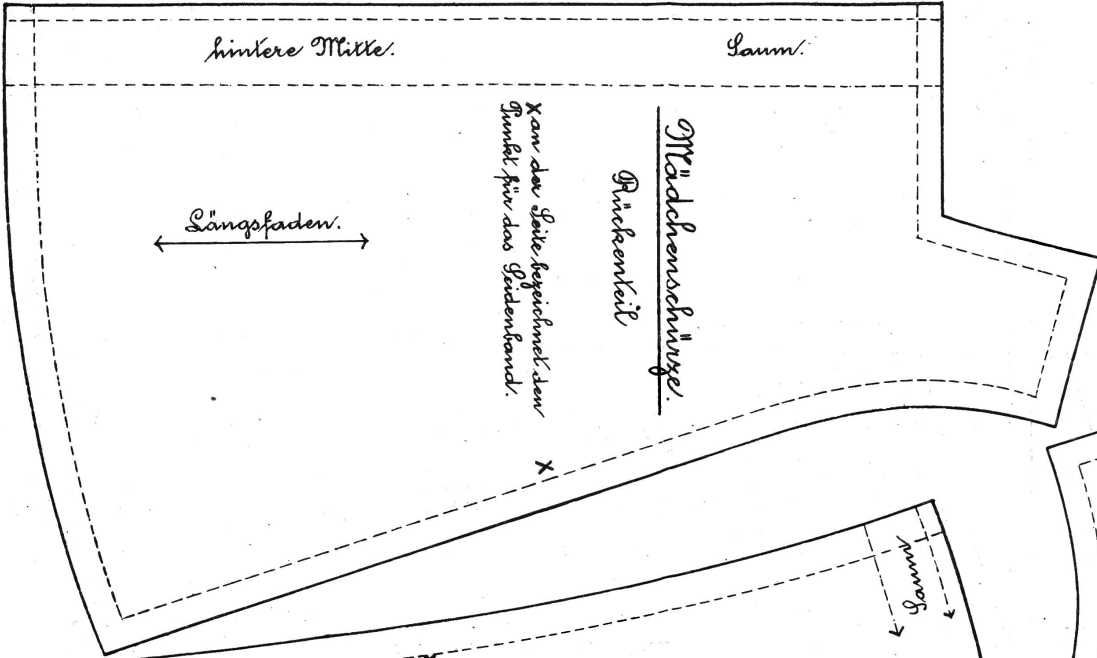 hintere Mitte.
Saum.
Mädchenschürze.
Rückenteil
x an der Seite bezeichnet den
Punkt für das Seidenband.
Längsfaden.
x
Saum